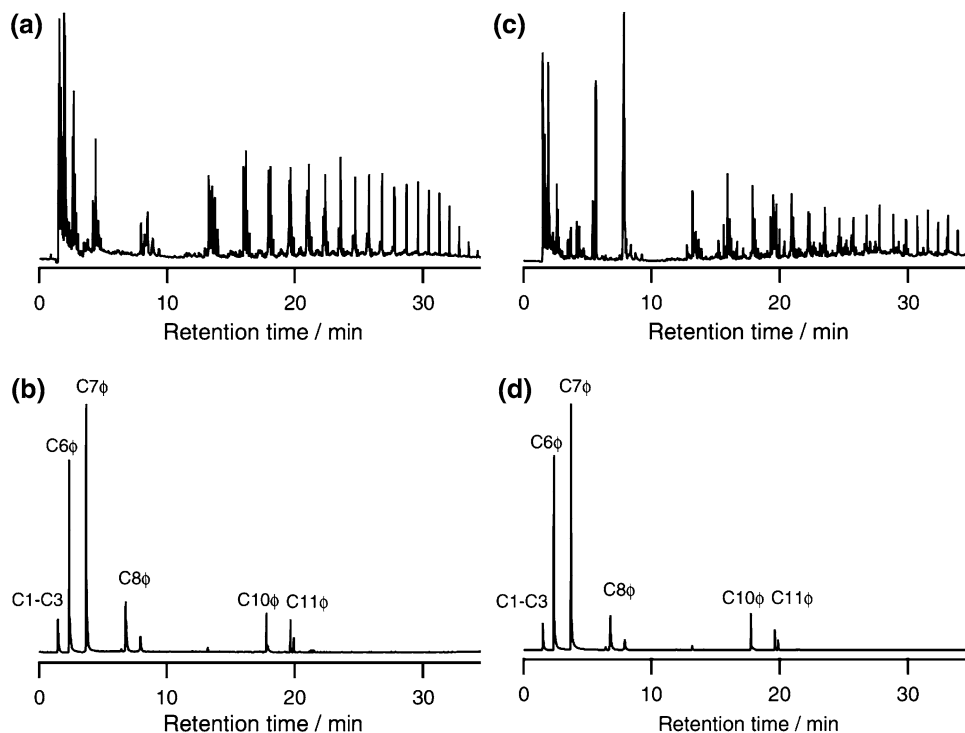 (a)
0 10 20 30
Retention time / min
(c)
0 10 20 30
Retention time / min
(b)
C7ϕ
C6ϕ
C1-C3
C8ϕ
C10ϕ C11ϕ
0 10 20 30
Retention time / min
(d)
C7ϕ
C6ϕ
C1-C3
C8ϕ
C10ϕ C11ϕ
0 10 20 30
Retention time / min